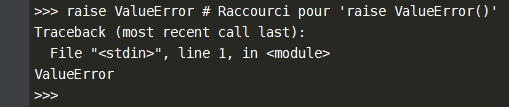 >>> raise ValueError # Raccourci pour 'raise ValueError()'
Traceback (most recent call last):
  File "<stdin>", line 1, in <module>
ValueError
>>>